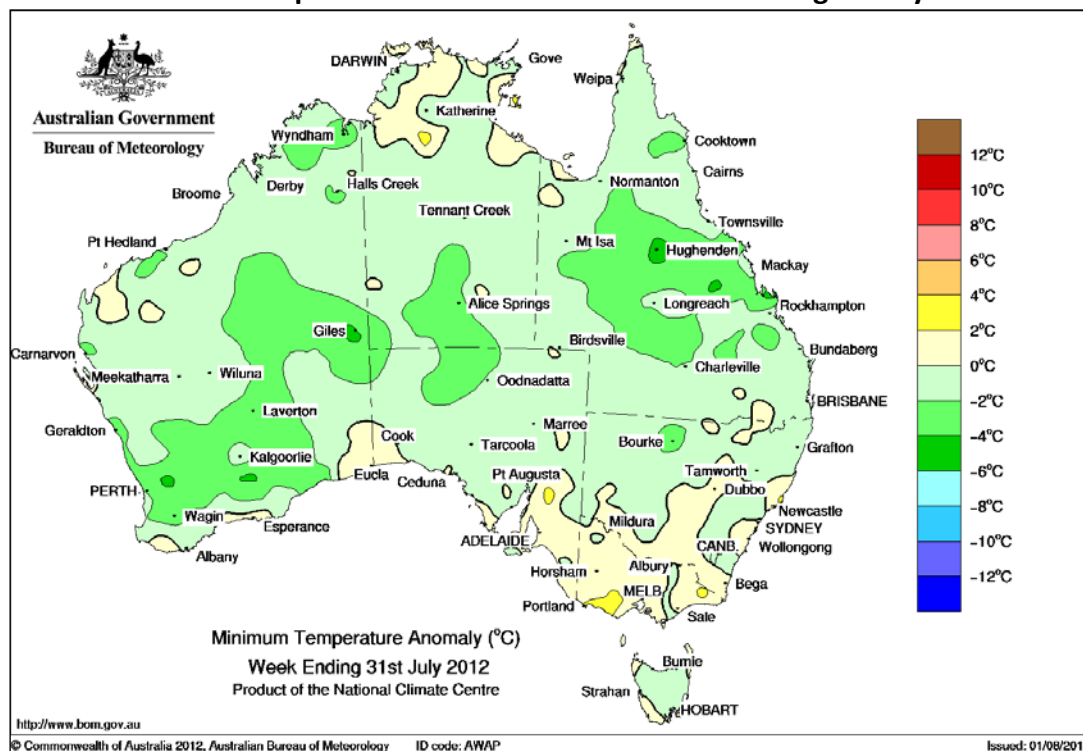 Australian Government
Bureau of Meteorology
DARWIN
Gove
Weipa
Katherine
Wyndham
Cooktown
Cairns
Broome
Derby
Halls Creek
Normanton
Tennant Creek
Townsville
Pt Hedland
Mt Isa
Hughenden
Mackay
Alice Springs
Longreach
Rockhampton
Giles
Birdsville
Bundaberg
Carnarvon
Meekatharra
Wiluna
Charleville
Oodnadatta
Laverton
BRISBANE
Geraldton
Cook
Marree
Tarcoola
Bourke
Grafton
Kalgoorlie
Eucla
Ceduna
Pt Augusta
Tamworth
PERTH
Dubbo
Wagin
Esperance
Mildura
Newcastle
SYDNEY
Albany
ADELAIDE
CANB.
Wollongong
Horsham
Albury
Bega
Portland
MELB
Sale
Burnie
Strahan
HOBART
12°C
10°C
8°C
6°C
4°C
2°C
0°C
-2°C
-4°C
-6°C
-8°C
-10°C
-12°C
Minimum Temperature Anomaly (°C)
Week Ending 31st July 2012
Product of the National Climate Centre
http://www.bom.gov.au
© Commonwealth of Australia 2012, Australian Bureau of Meteorology ID code: AWAP Issued: 01/08/201